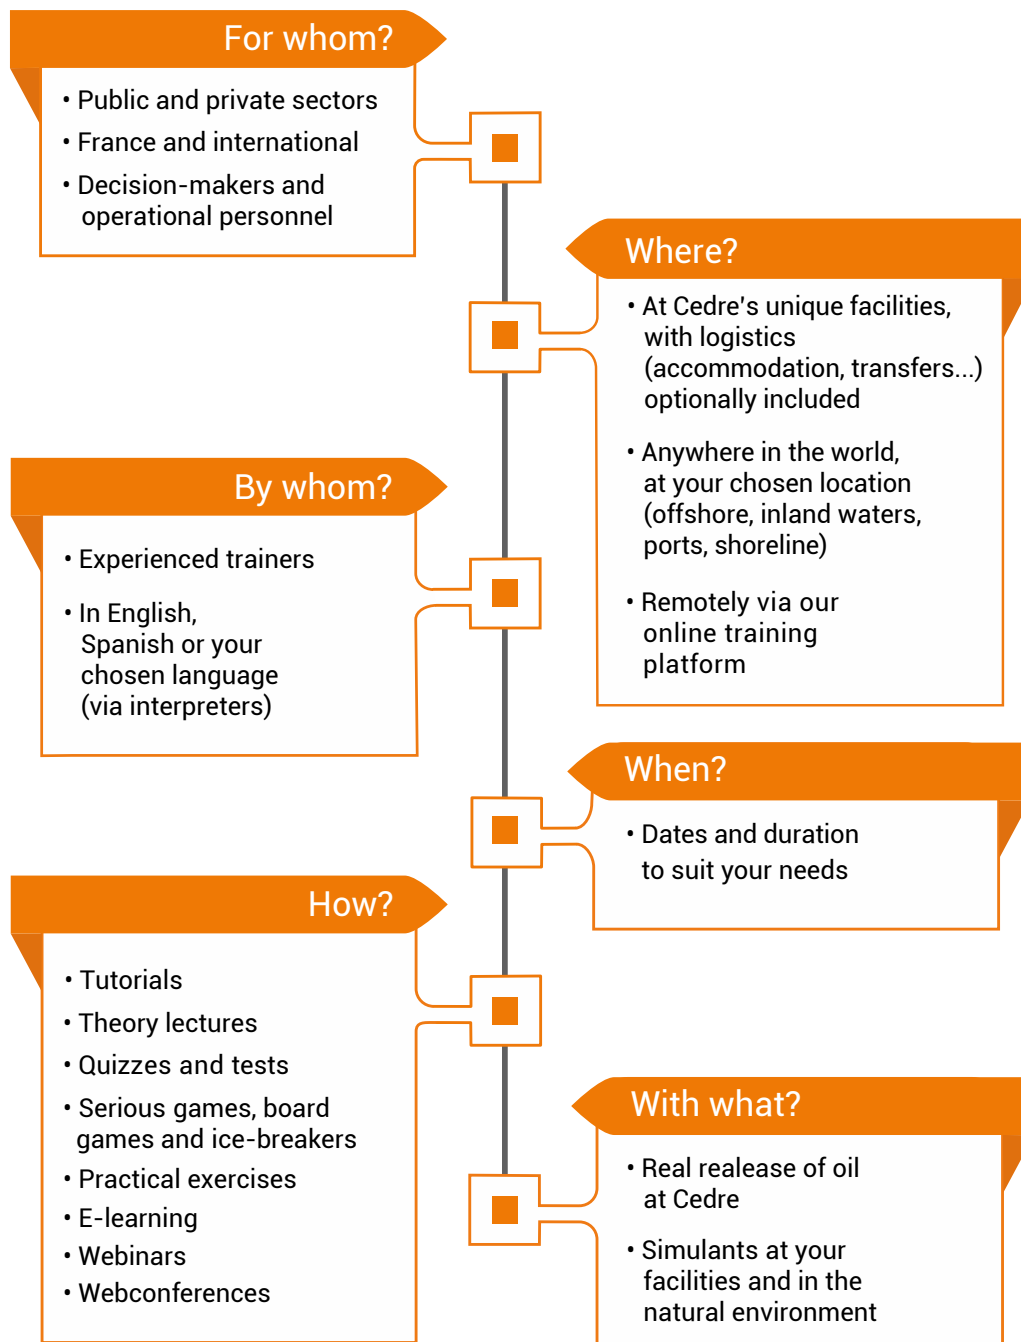 For whom?
• Public and private sectors
• France and international
• Decision-makers and
operational personnel
Where?
• At Cedre's unique facilities,
with logistics
(accommodation, transfers...)
optionally included
• Anywhere in the world,
at your chosen location
(offshore, inland waters,
ports, shoreline)
• Remotely via our
online training
platform
By whom?
• Experienced trainers
• In English,
Spanish or your
chosen language
(via interpreters)
When?
• Dates and duration
to suit your needs
How?
• Tutorials
• Theory lectures
• Quizzes and tests
• Serious games, board
games and ice-breakers
• Practical exercises
• E-learning
• Webinars
• Webconferences
With what?
• Real realease of oil
at Cedre
• Simulants at your
facilities and in the
natural environment